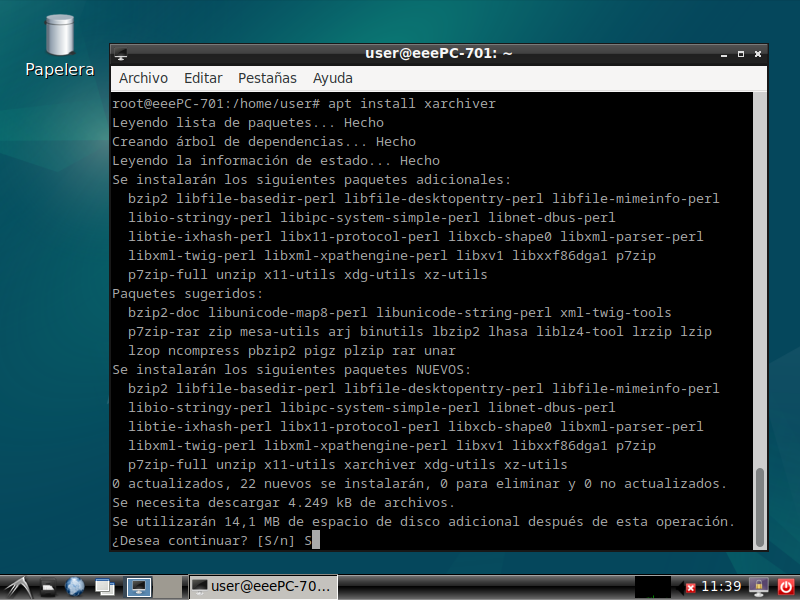 Papelera
user@eeePC-701: ~
Archivo Editar Pestañas Ayuda
root@eeePC-701:/home/user# apt install xarchiver
Leyendo lista de paquetes... Hecho
Creando árbol de dependencias... Hecho
Leyendo la información de estado... Hecho
Se instalarán los siguientes paquetes adicionales:
bzip2 libfile-basedir-perl libfile-desktopentry-perl libfile-mimeinfo-perl
libio-stringy-perl libipc-system-simple-perl libnet-dbus-perl
libtie-ixhash-perl libx11-protocol-perl libxcb-shape0 libxml-parser-perl
libxml-twig-perl libxml-xpathengine-perl libxv1 libxxf86dga1 p7zip
p7zip-full unzip x11-utils xdg-utils xz-utils
Paquetes sugeridos:
bzip2-doc libunicode-map8-perl libunicode-string-perl xml-twig-tools
p7zip-rar zip mesa-utils arj binutils lbzip2 lhasa liblz4-tool lrzip lzip
lzop ncompress pbzip2 pigz plzip rar unar
Se instalarán los siguientes paquetes NUEVOS:
bzip2 libfile-basedir-perl libfile-desktopentry-perl libfile-mimeinfo-perl
libio-stringy-perl libipc-system-simple-perl libnet-dbus-perl
libtie-ixhash-perl libx11-protocol-perl libxcb-shape0 libxml-parser-perl
libxml-twig-perl libxml-xpathengine-perl libxv1 libxxf86dga1 p7zip
p7zip-full unzip x11-utils xarchiver xdg-utils xz-utils
0 actualizados, 22 nuevos se instalarán, 0 para eliminar y 0 no actualizados.
Se necesita descargar 4.249 kB de archivos.
Se utilizarán 14,1 MB de espacio de disco adicional después de esta operación.
¿Desea continuar? [S/n] S
user@eeePC-70...
11:39